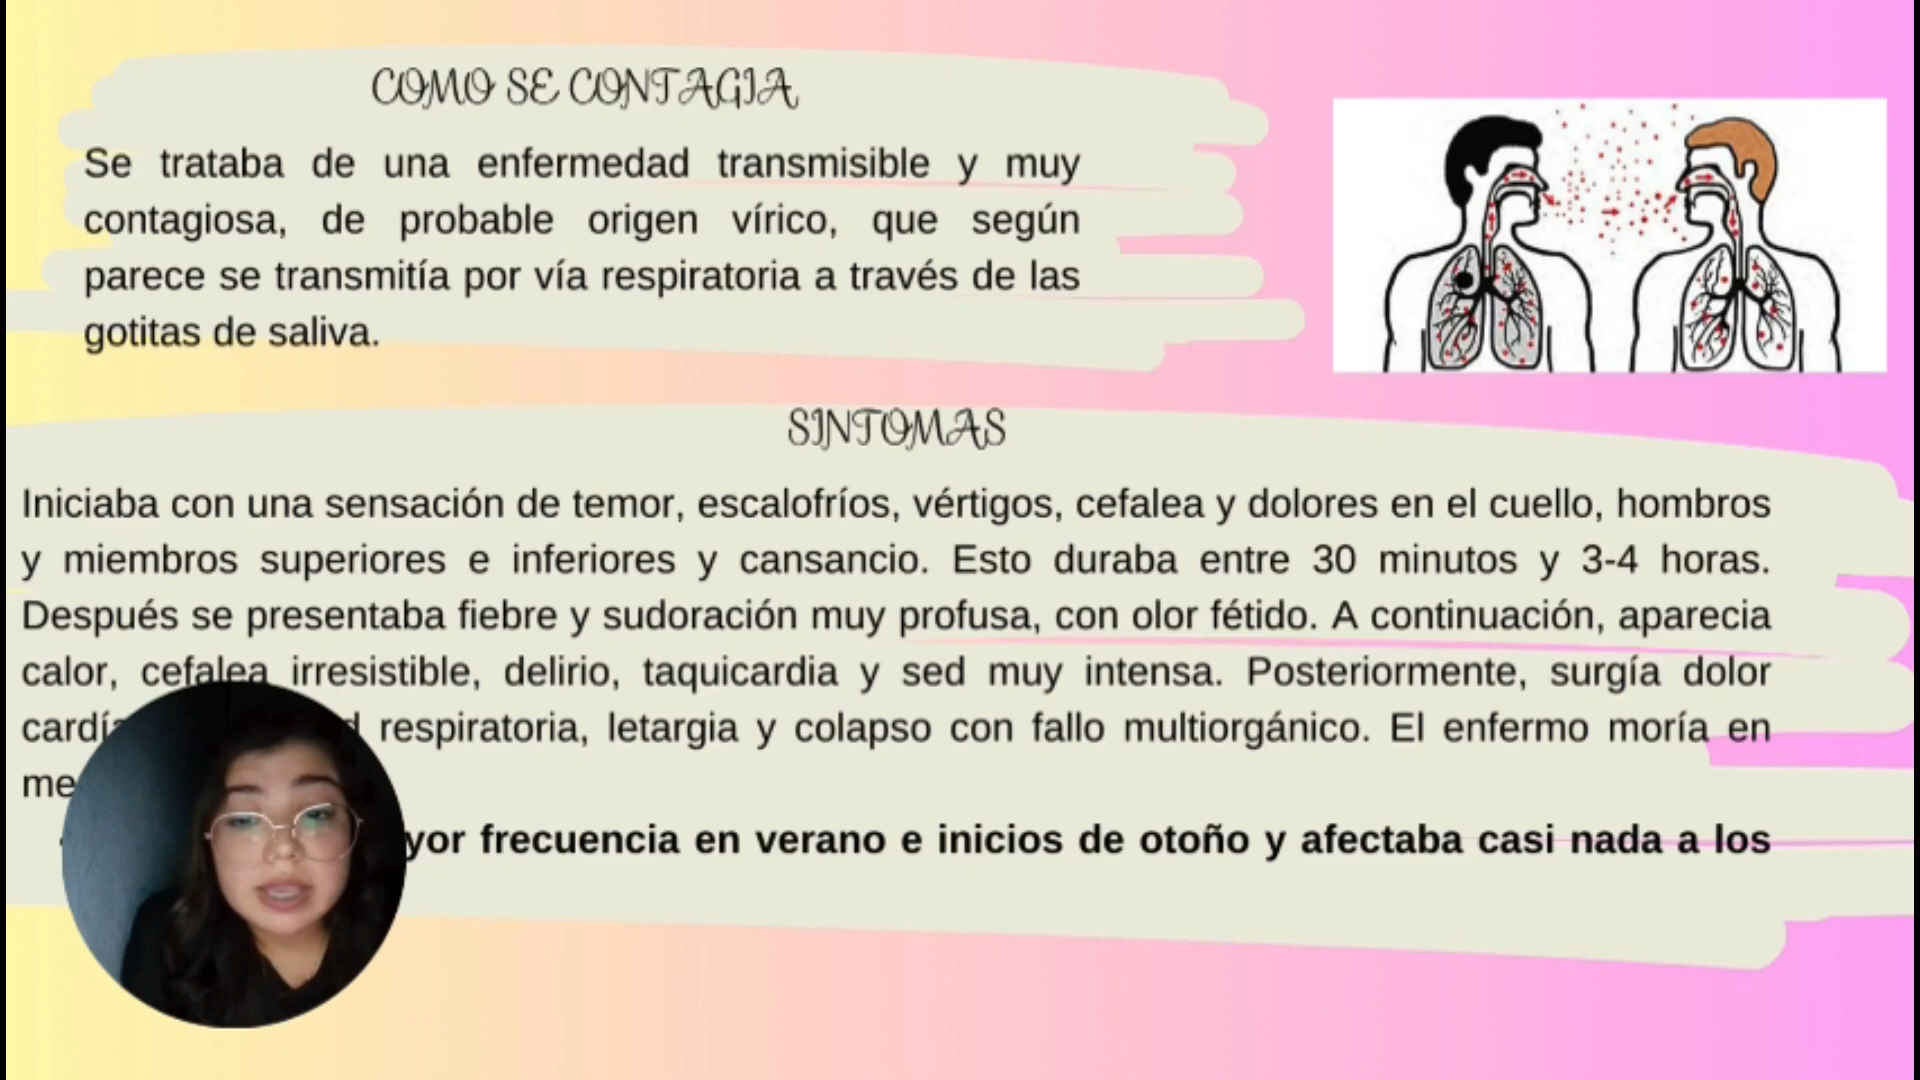 COMO SE CONTAGIA
Se trataba de una enfermedad transmisible y muy
contagiosa, de probable origen vírico, que según
parece se transmitía por vía respiratoria a través de las
gotitas de saliva.
SINTOMAS
Iniciaba con una sensación de temor, escalofríos, vértigos, cefalea y dolores en el cuello, hombros
y miembros superiores e inferiores y cansancio. Esto duraba entre 30 minutos y 3-4 horas.
Después se presentaba fiebre y sudoración muy profusa, con olor fétido. A continuación, aparecia
calor, cefalea irresistible, delirio, taquicardia y sed muy intensa. Posteriormente, surgía dolor
respiratoria, letargia y colapso con fallo multiorgánico. El enfermo moría en
frecuencia en verano e inicios de otoño y afectaba casi nada a los